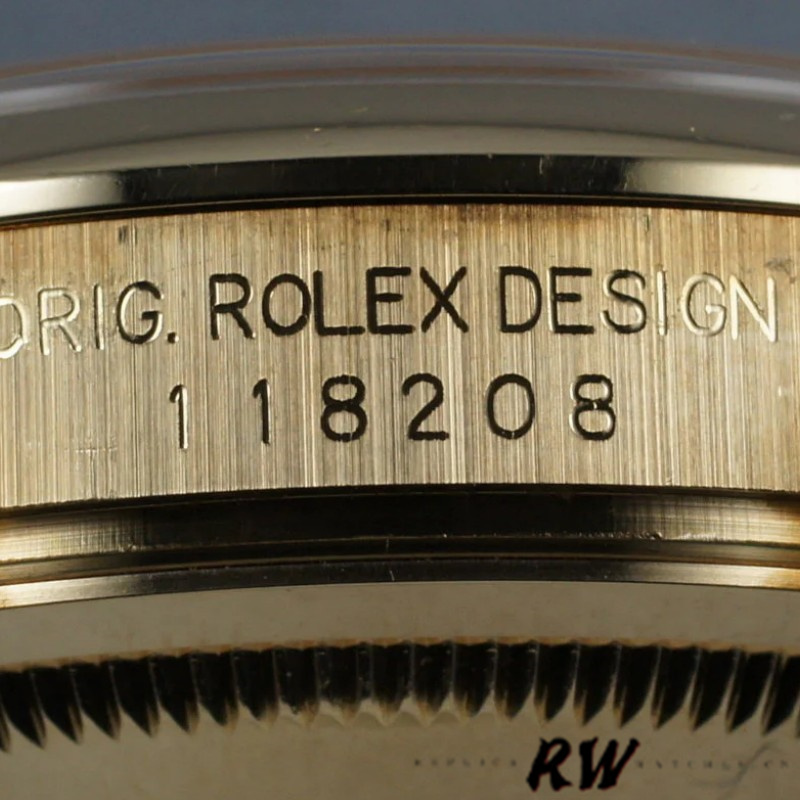 ORIG. ROLEX DESIGN
118208
RW